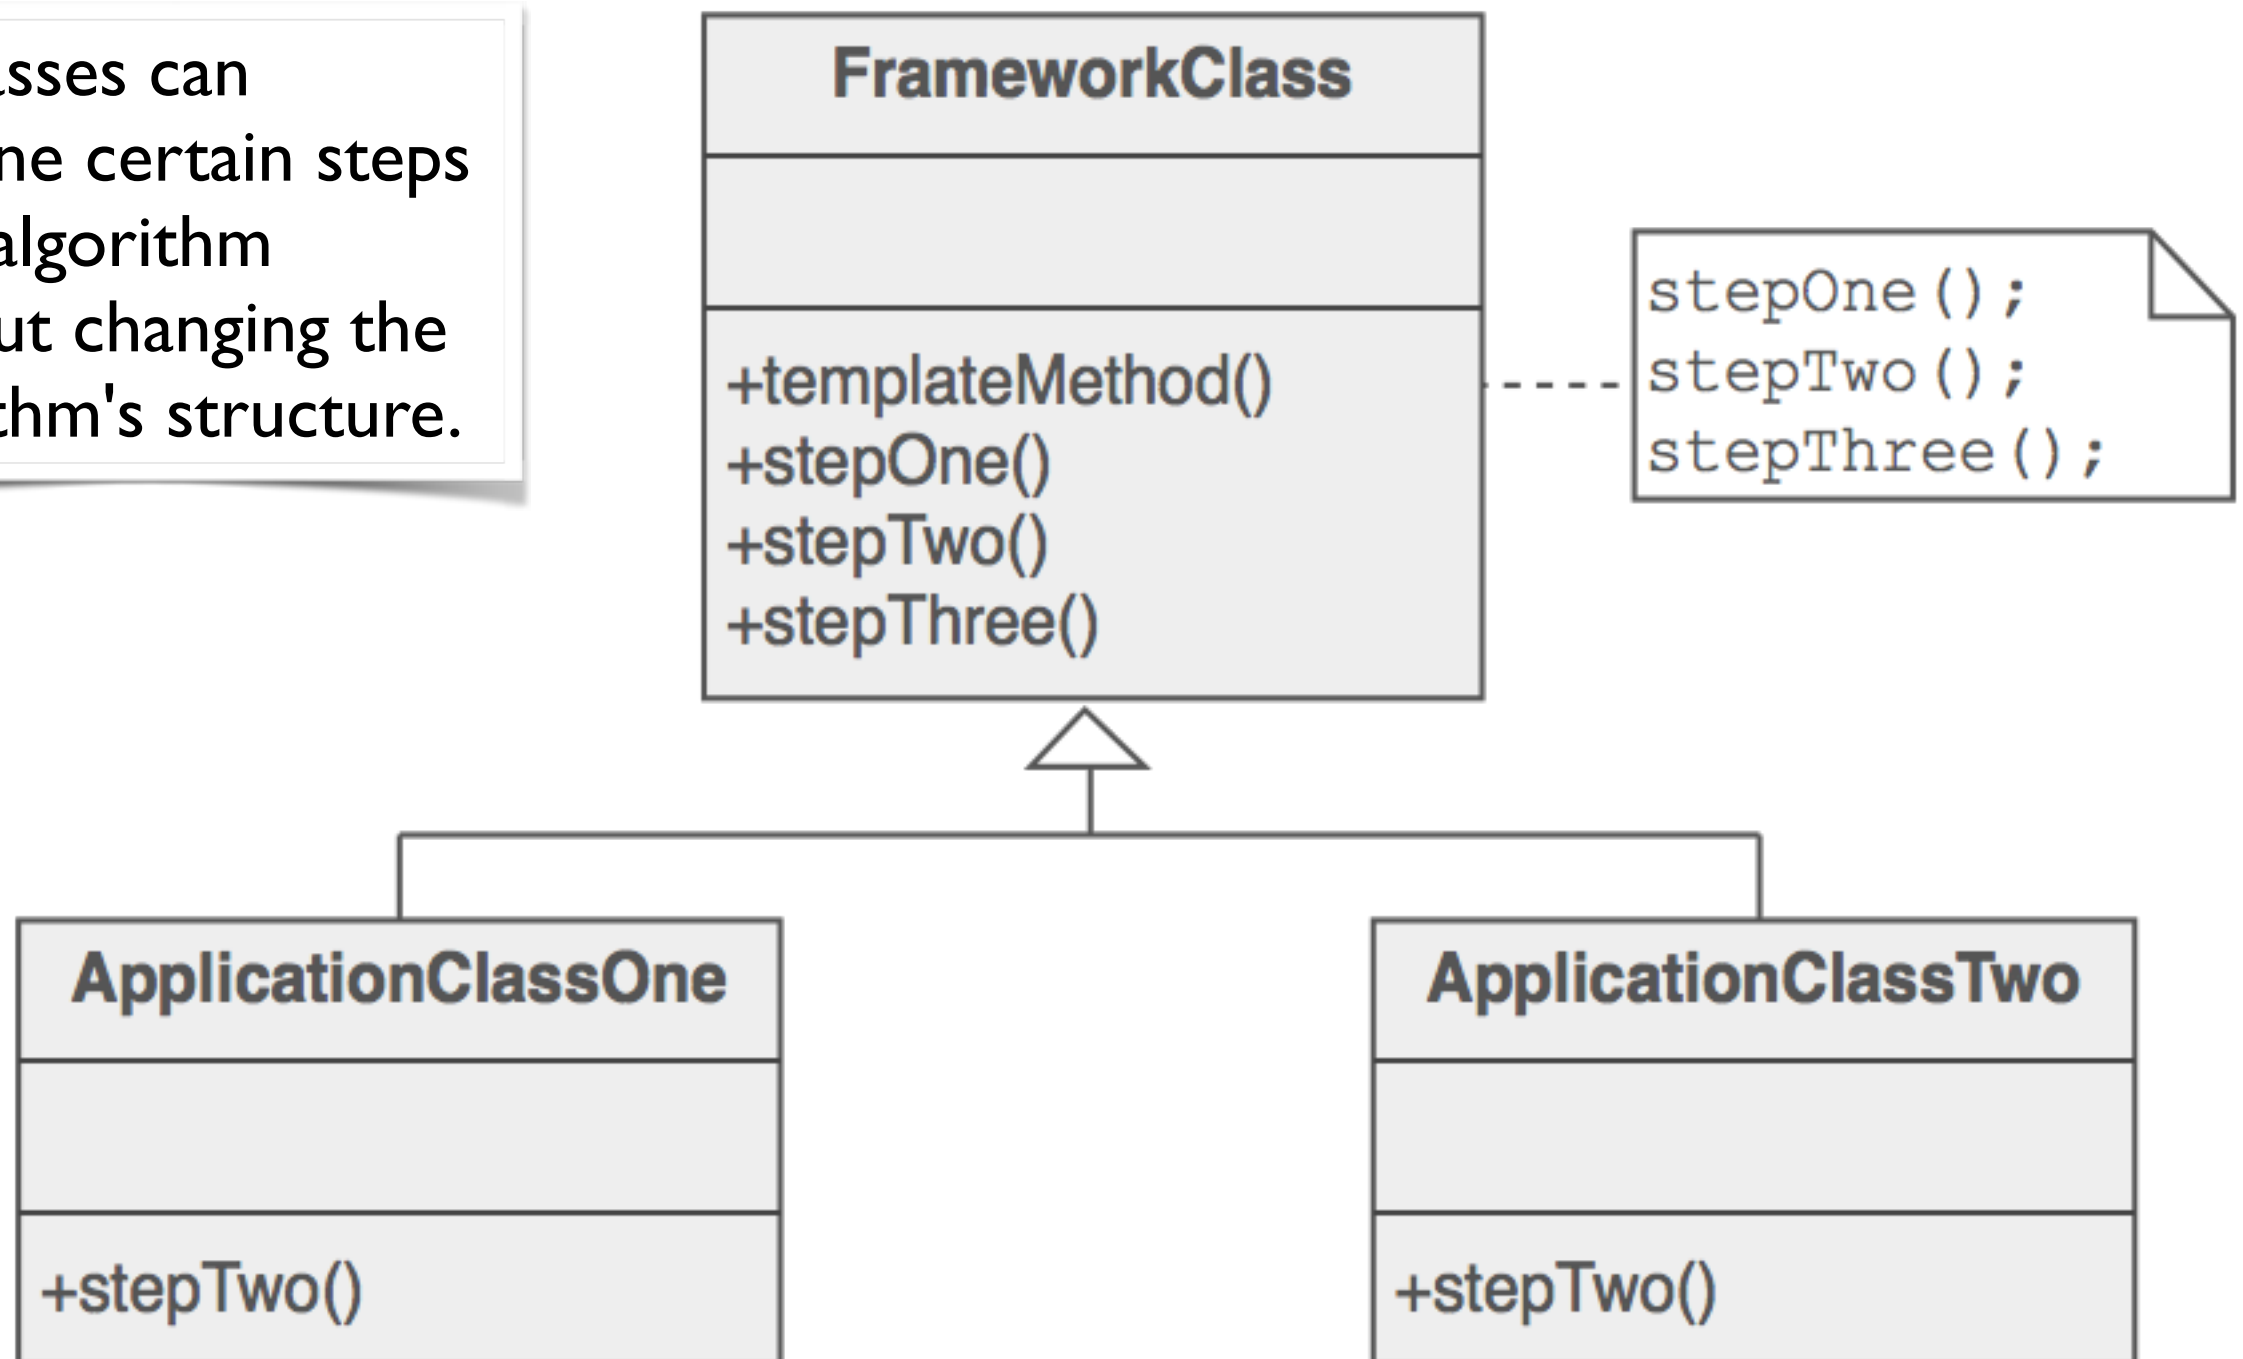 asses can
ne certain steps
algorithm
ut changing the
thm's structure.
FrameworkClass
+templateMethod()
+stepOne()
+stepTwo()
+stepThree()
stepOne();
stepTwo();
stepThree();
ApplicationClassOne
+stepTwo()
ApplicationClassTwo
+stepTwo()